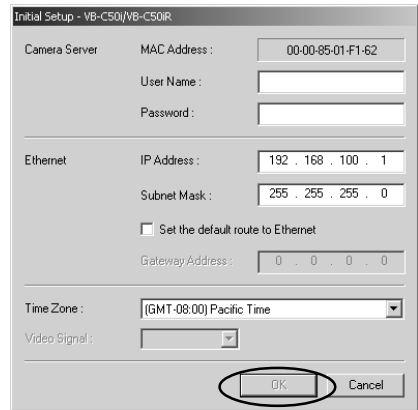 Initial Setup - VB-C50i/VB-C50iR
Camera Server MAC Address : 00-00-85-01-F1-62
User Name :
Password :
Ethernet IP Address : 192 . 168 . 100 . 1
Subnet Mask : 255 . 255 . 255 . 0
Set the default route to Ethernet
Gateway Address : 0 . 0 . 0 . 0
Time Zone : (GMT-08:00) Pacific Time
Video Signal :
OK Cancel